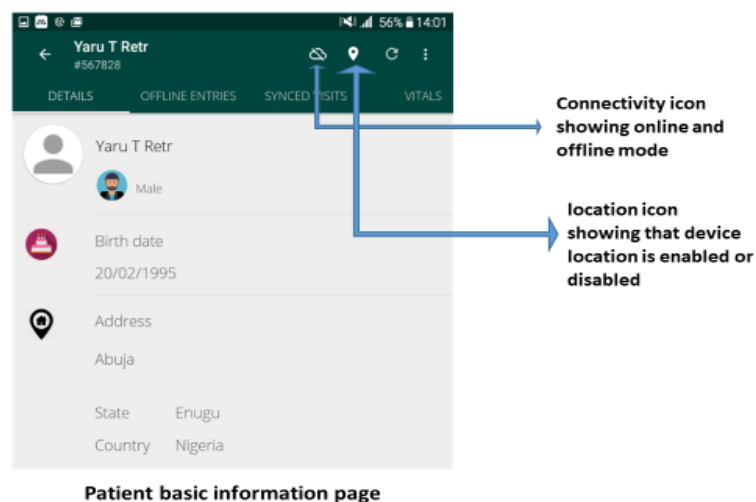 56% 14:01
Yaru T Retr
#567828
DETAILS OFFLINE ENTRIES SYNCED VISITS VITALS
Yaru T Retr
Male
Birth date
20/02/1995
Address
Abuja
State Enugu
Country Nigeria
Connectivity icon
showing online and
offline mode
location icon
showing that device
location is enabled or
disabled
Patient basic information page